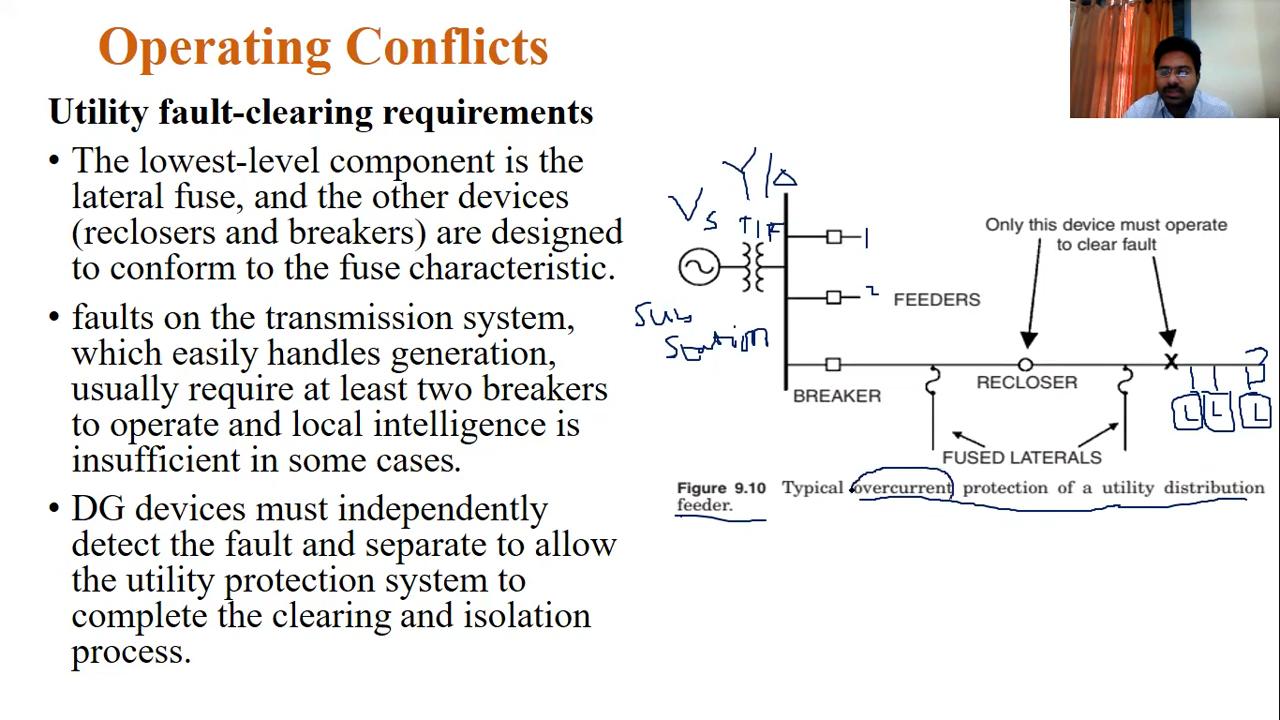 Operating Conflicts
Utility fault-clearing requirements
• The lowest-level component is the
lateral fuse, and the other devices
(reclosers and breakers) are designed
to conform to the fuse characteristic.
• faults on the transmission system,
which easily handles generation,
usually require at least two breakers
to operate and local intelligence is
insufficient in some cases.
• DG devices must independently
detect the fault and separate to allow
the utility protection system to
complete the clearing and isolation
process.
Y/Δ
Vs
T/F
Sub
Station
1
2
FEEDERS
Only this device must operate
to clear fault
X
BREAKER
RECLOSER
L L L
FUSED LATERALS
Figure 9.10 Typical overcurrent protection of a utility distribution
feeder.